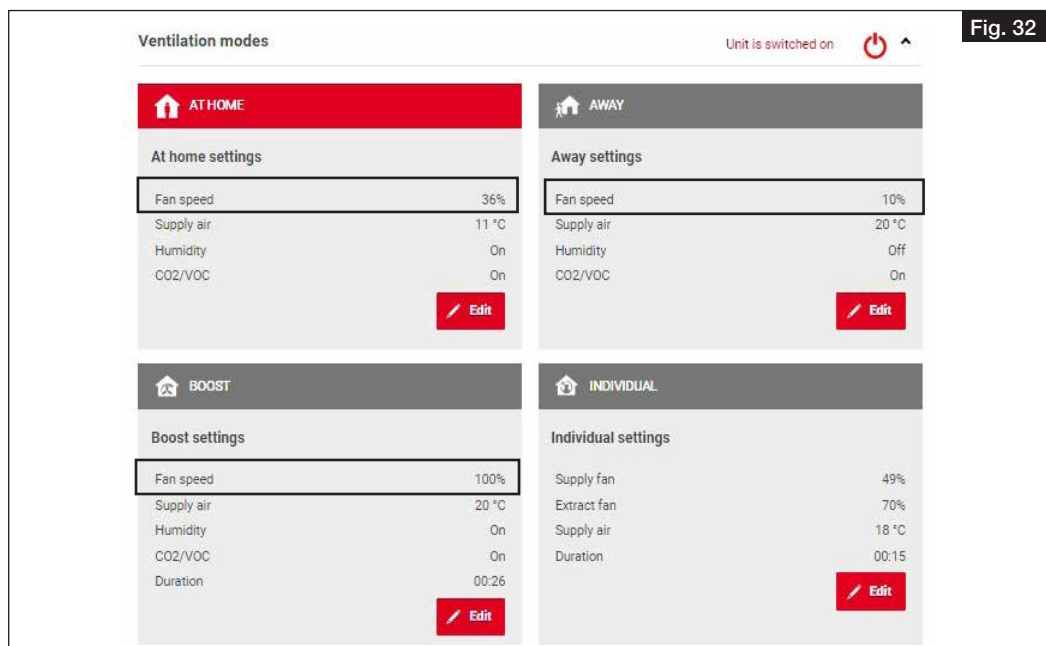 Fig. 32
Ventilation modes
Unit is switched on
AT HOME
At home settings
Fan speed 36%
Supply air 11 °C
Humidity On
CO2/VOC On
Edit
AWAY
Away settings
Fan speed 10%
Supply air 20 °C
Humidity Off
CO2/VOC On
Edit
BOOST
Boost settings
Fan speed 100%
Supply air 20 °C
Humidity On
CO2/VOC On
Duration 00:26
Edit
INDIVIDUAL
Individual settings
Supply fan 49%
Extract fan 70%
Supply air 18 °C
Duration 00:15
Edit